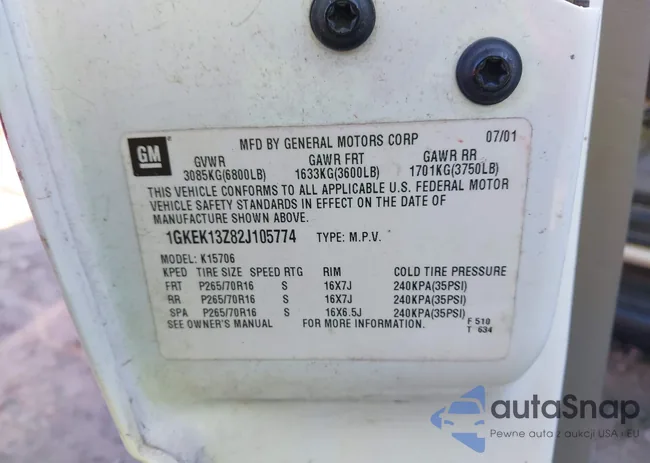 GM
MFD BY GENERAL MOTORS CORP 07/01
GVWR GAWR FRT GAWR RR
3085KG(6800LB) 1633KG(3600LB) 1701KG(3750LB)
THIS VEHICLE CONFORMS TO ALL APPLICABLE U.S. FEDERAL MOTOR
VEHICLE SAFETY STANDARDS IN EFFECT ON THE DATE OF
MANUFACTURE SHOWN ABOVE.
1GKEK13Z82J105774 TYPE: M.P.V.
MODEL: K15706
KPED TIRE SIZE SPEED RTG RIM COLD TIRE PRESSURE
FRT P265/70R16 S 16X7J 240KPA(35PSI)
RR P265/70R16 S 16X7J 240KPA(35PSI)
SPA P265/70R16 S 16X6.5J 240KPA(35PSI)
SEE OWNER'S MANUAL FOR MORE INFORMATION. F 510
T 634
autoSnap
Pewne auta z aukcji USA i EU